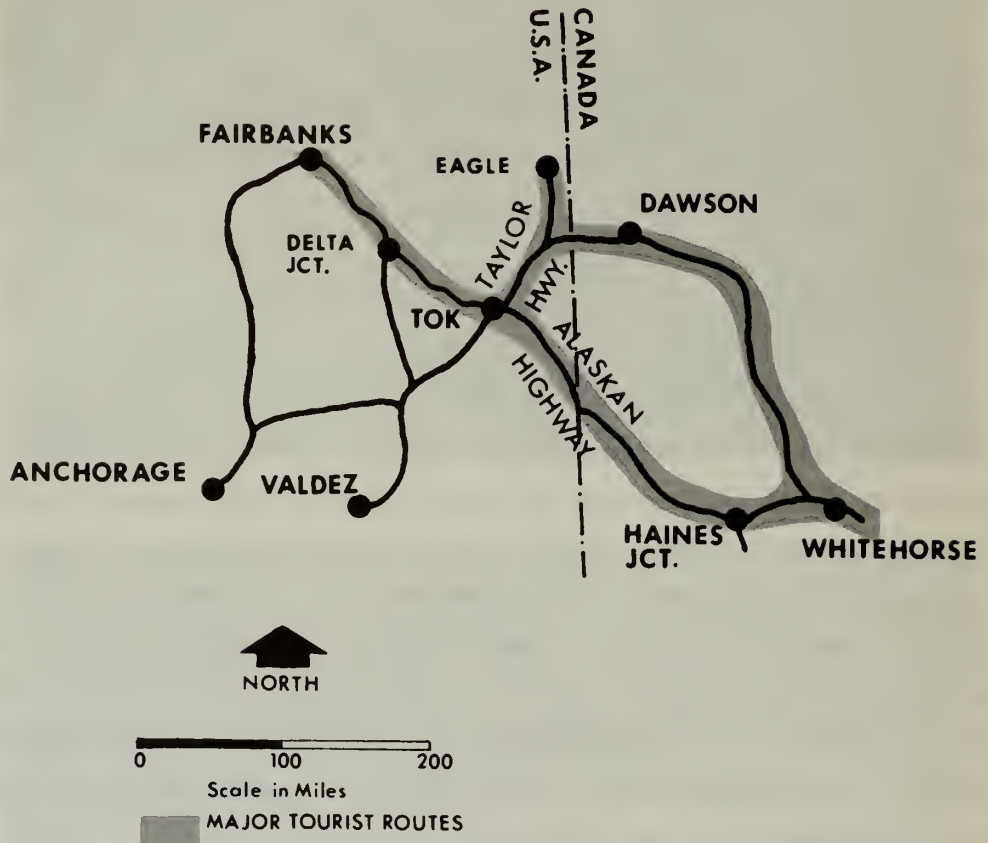 U.S.A.
CANADA
FAIRBANKS
EAGLE
DAWSON
DELTA
JCT.
TAYLOR
HWY.
TOK
ALASKAN
HIGHWAY
ANCHORAGE
VALDEZ
HAINES
JCT.
WHITEHORSE
NORTH
0 100 200
Scale in Miles
MAJOR TOURIST ROUTES